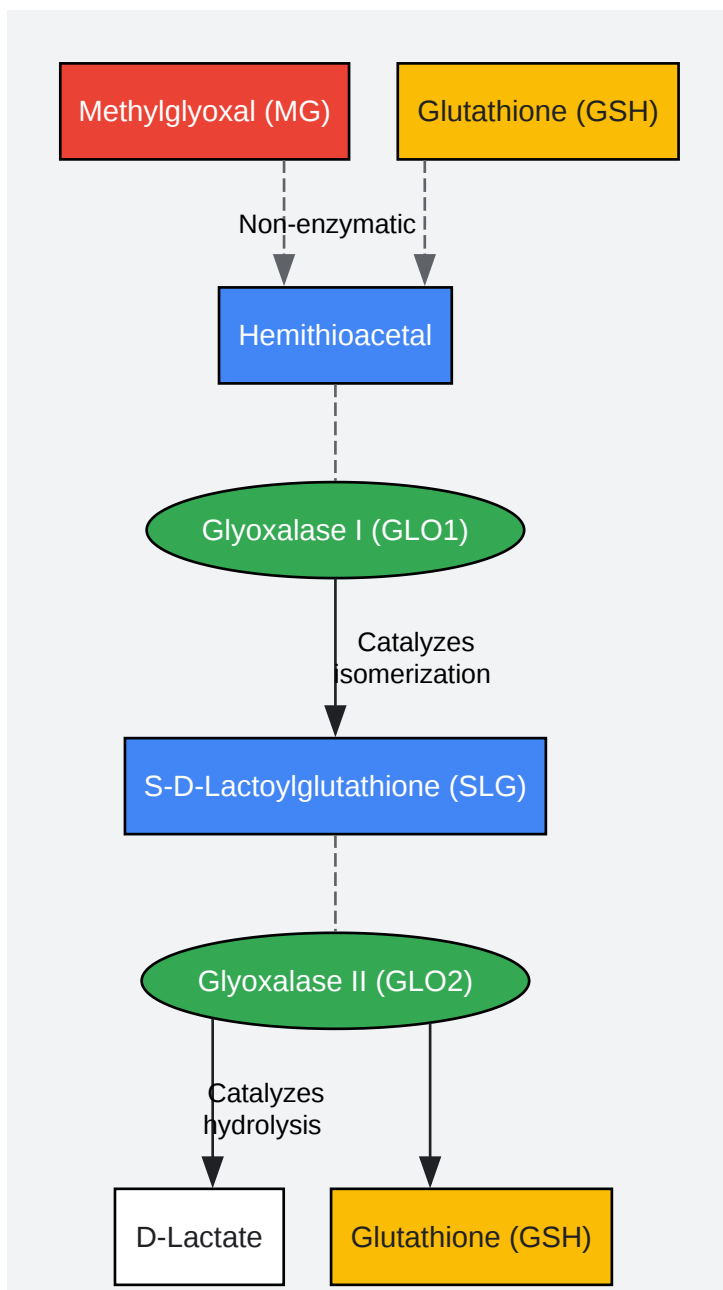 Methylglyoxal (MG)
Glutathione (GSH)
Non-enzymatic
Hemithioacetal
Glyoxalase I (GLO1)
Catalyzes
isomerization
S-D-Lactoylglutathione (SLG)
Glyoxalase II (GLO2)
Catalyzes
hydrolysis
D-Lactate
Glutathione (GSH)